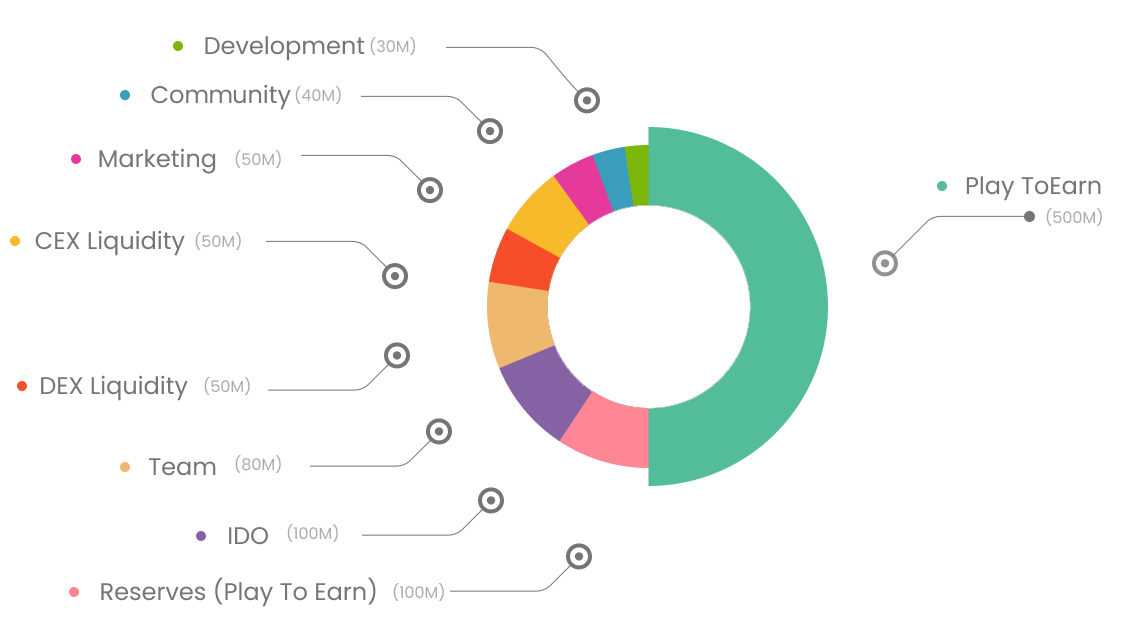 Development (30M)
Community (40M)
Marketing (50M)
Play ToEarn
(500M)
CEX Liquidity (50M)
DEX Liquidity (50M)
Team (80M)
IDO (100M)
Reserves (Play To Earn) (100M)